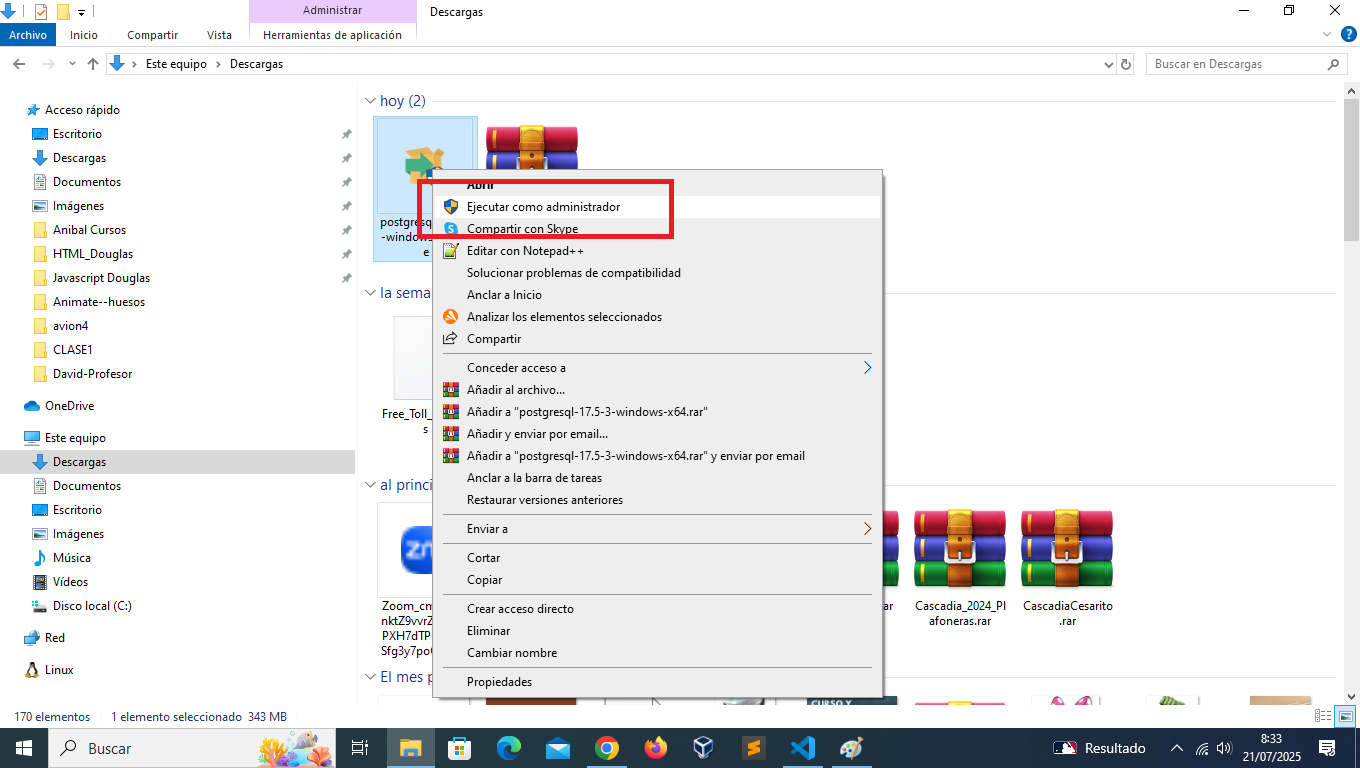 Administrar
Descargas
Archivo
Inicio
Compartir
Vista
Herramientas de aplicación
Este equipo
Descargas
Buscar en Descargas
Acceso rápido
Escritorio
Descargas
Documentos
Imágenes
Anibal Cursos
HTML_Douglas
Javascript Douglas
Animate--huesos
avion4
CLASE1
David-Profesor
OneDrive
Este equipo
Descargas
Documentos
Escritorio
Imágenes
Música
Vídeos
Disco local (C:)
Red
Linux
hoy (2)
postgresq
-windows
e
la sema
Free_Toll_
s
al princi
Zoom_cm
nktZ9vvrZ
PXH7dTP
Sfg3y7po
ar
Cascadia_2024_Pl
afoneras.rar
CascadiaCesarito
.rar
El mes p
CURSO Y
Abrir
Ejecutar como administrador
Compartir con Skype
Editar con Notepad++
Solucionar problemas de compatibilidad
Anclar a Inicio
Analizar los elementos seleccionados
Compartir
Conceder acceso a
Añadir al archivo...
Añadir a "postgresql-17.5-3-windows-x64.rar"
Añadir y enviar por email...
Añadir a "postgresql-17.5-3-windows-x64.rar" y enviar por email
Anclar a la barra de tareas
Restaurar versiones anteriores
Enviar a
Cortar
Copiar
Crear acceso directo
Eliminar
Cambiar nombre
Propiedades
170 elementos
1 elemento seleccionado 343 MB
Buscar
Resultado
8:33
21/07/2025